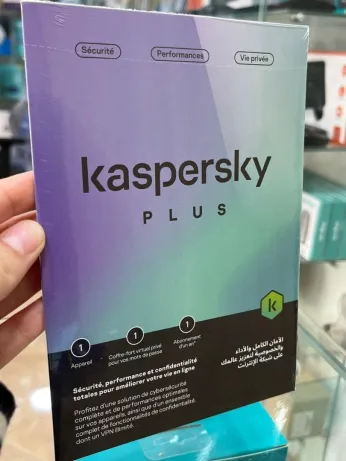 Sécurité
Performances
Vie privée
kaspersky
PLUS
1
Appareil
1
Coffre-fort virtuel privé
pour vos mots de passe
1
Abonnement
d'un an*
k
Sécurité, performance et confidentialité
totales pour améliorer votre vie en ligne
Profitez d'une solution de cybersécurité
complète et de performances optimales
sur vos appareils, ainsi que d'un ensemble
complet de fonctionnalités de confidentialité,
dont un VPN illimité.
الأمان الكامل والأداء
والخصوصية لتعزيز عالمك
على شبكة الإنترنت